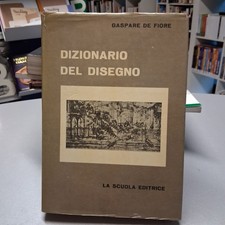 GASPARE DE FIORE
DIZIONARIO
DEL DISEGNO
LA SCUOLA EDITRICE